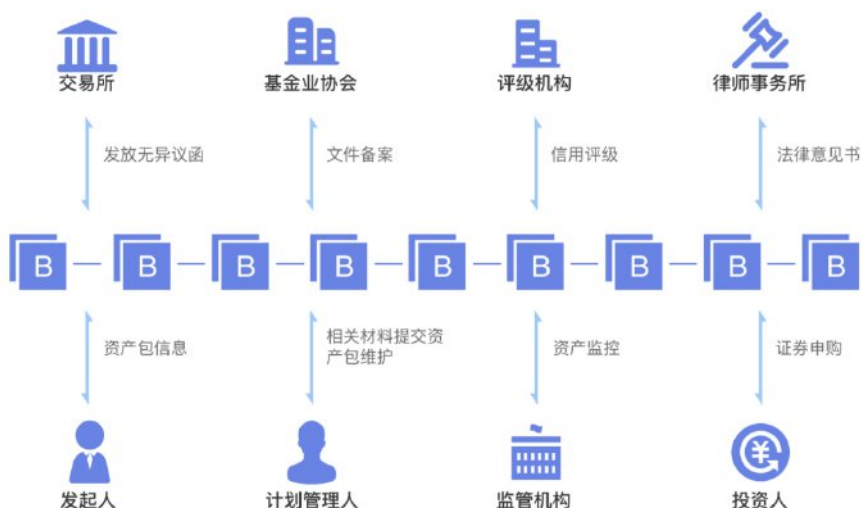 交易所
基金业协会
评级机构
律师事务所
发放无异议函
文件备案
信用评级
法律意见书
B B B B B B B B B
资产包信息
相关材料提交资
产包维护
资产监控
证券申购
发起人
计划管理人
监管机构
投资人